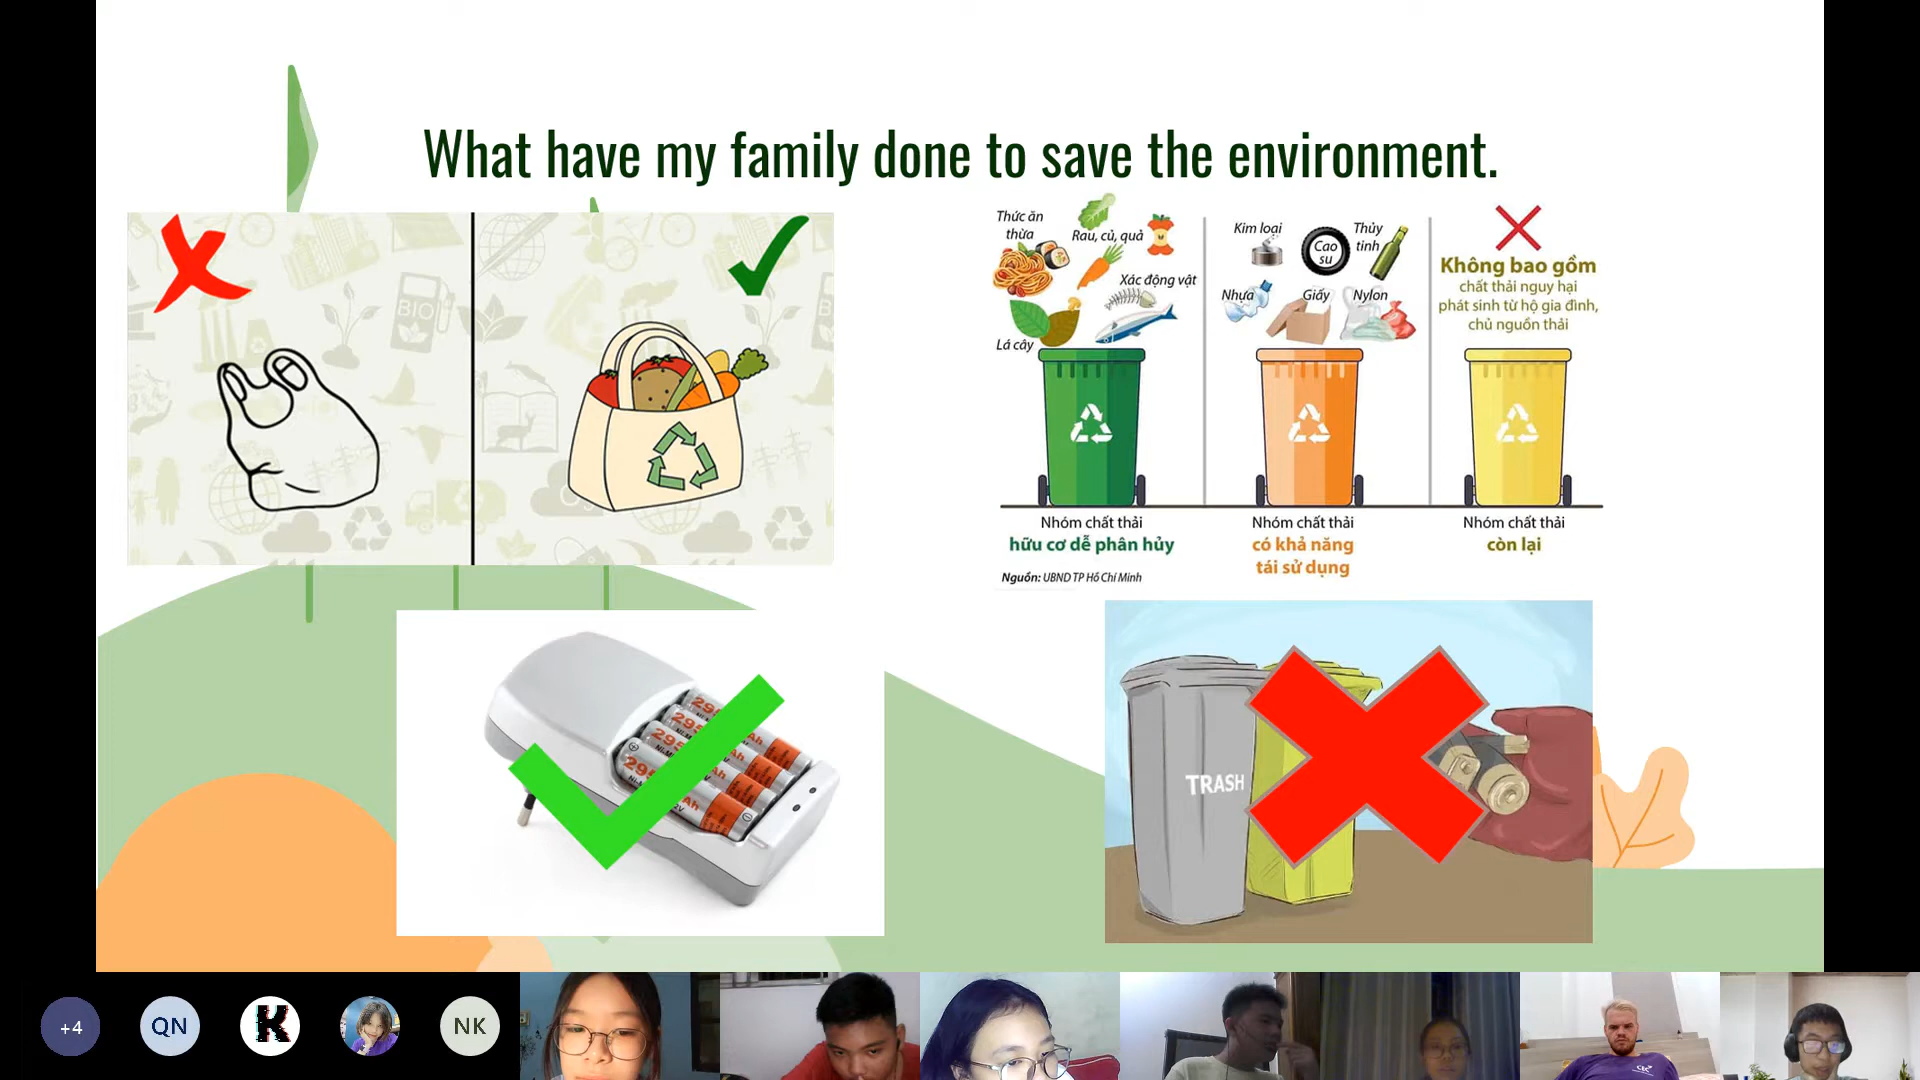 What have my family done to save the environment.
BIO
Thức ăn
thừa
Rau, củ, quả
Xác động vật
Lá cây
Kim loại
Cao
su
Thủy
tinh
Nhựa
Giấy
Nylon
Không bao gồm
chất thải nguy hại
phát sinh từ hộ gia đình,
chủ nguồn thải
Nhóm chất thải
hữu cơ dễ phân hủy
Nhóm chất thải
có khả năng
tái sử dụng
Nhóm chất thải
còn lại
Nguồn: UBND TP Hồ Chí Minh
TRASH
+4
QN
K
NK